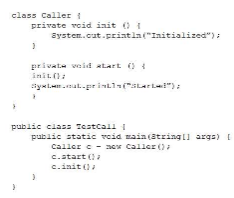 class Caller {
private void init () {
System.out.println("Initialized");
}
private void start () {
init();
System.out.println("Started");
}
}
public class TestCall {
public static void main(String[] args) {
Caller c = new Caller();
c.start();
c.init();
}
}